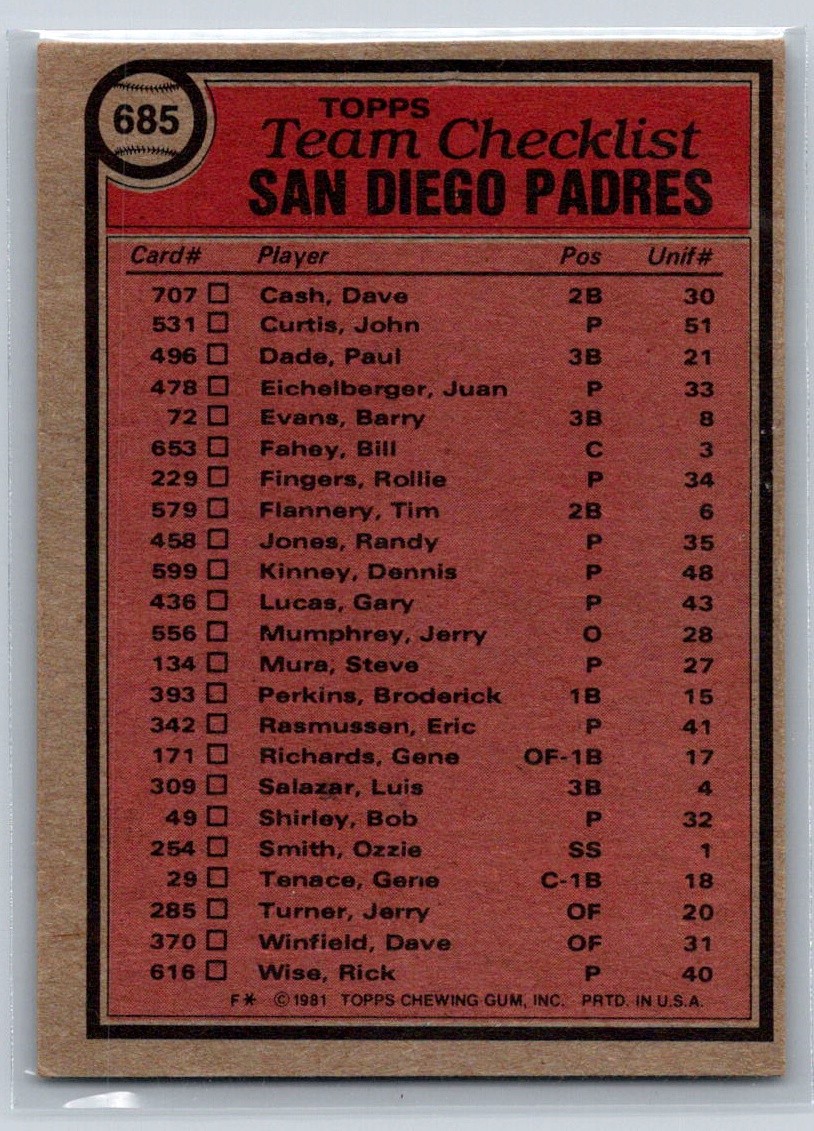 685
TOPPS
Team Checklist
SAN DIEGO PADRES
Card# Player Pos Unif#
707 □ Cash, Dave 2B 30
531 □ Curtis, John P 51
496 □ Dade, Paul 3B 21
478 □ Eichelberger, Juan P 33
72 □ Evans, Barry 3B 8
653 □ Fahey, Bill C 3
229 □ Fingers, Rollie P 34
579 □ Flannery, Tim 2B 6
458 □ Jones, Randy P 35
599 □ Kinney, Dennis P 48
436 □ Lucas, Gary P 43
556 □ Mumphrey, Jerry O 28
134 □ Mura, Steve P 27
393 □ Perkins, Broderick 1B 15
342 □ Rasmussen, Eric P 41
171 □ Richards, Gene OF-1B 17
309 □ Salazar, Luis 3B 4
49 □ Shirley, Bob P 32
254 □ Smith, Ozzie SS 1
29 □ Tenace, Gene C-1B 18
285 □ Turner, Jerry OF 20
370 □ Winfield, Dave OF 31
616 □ Wise, Rick P 40
F* ©1981 TOPPS CHEWING GUM, INC. PRTD. IN U.S.A.